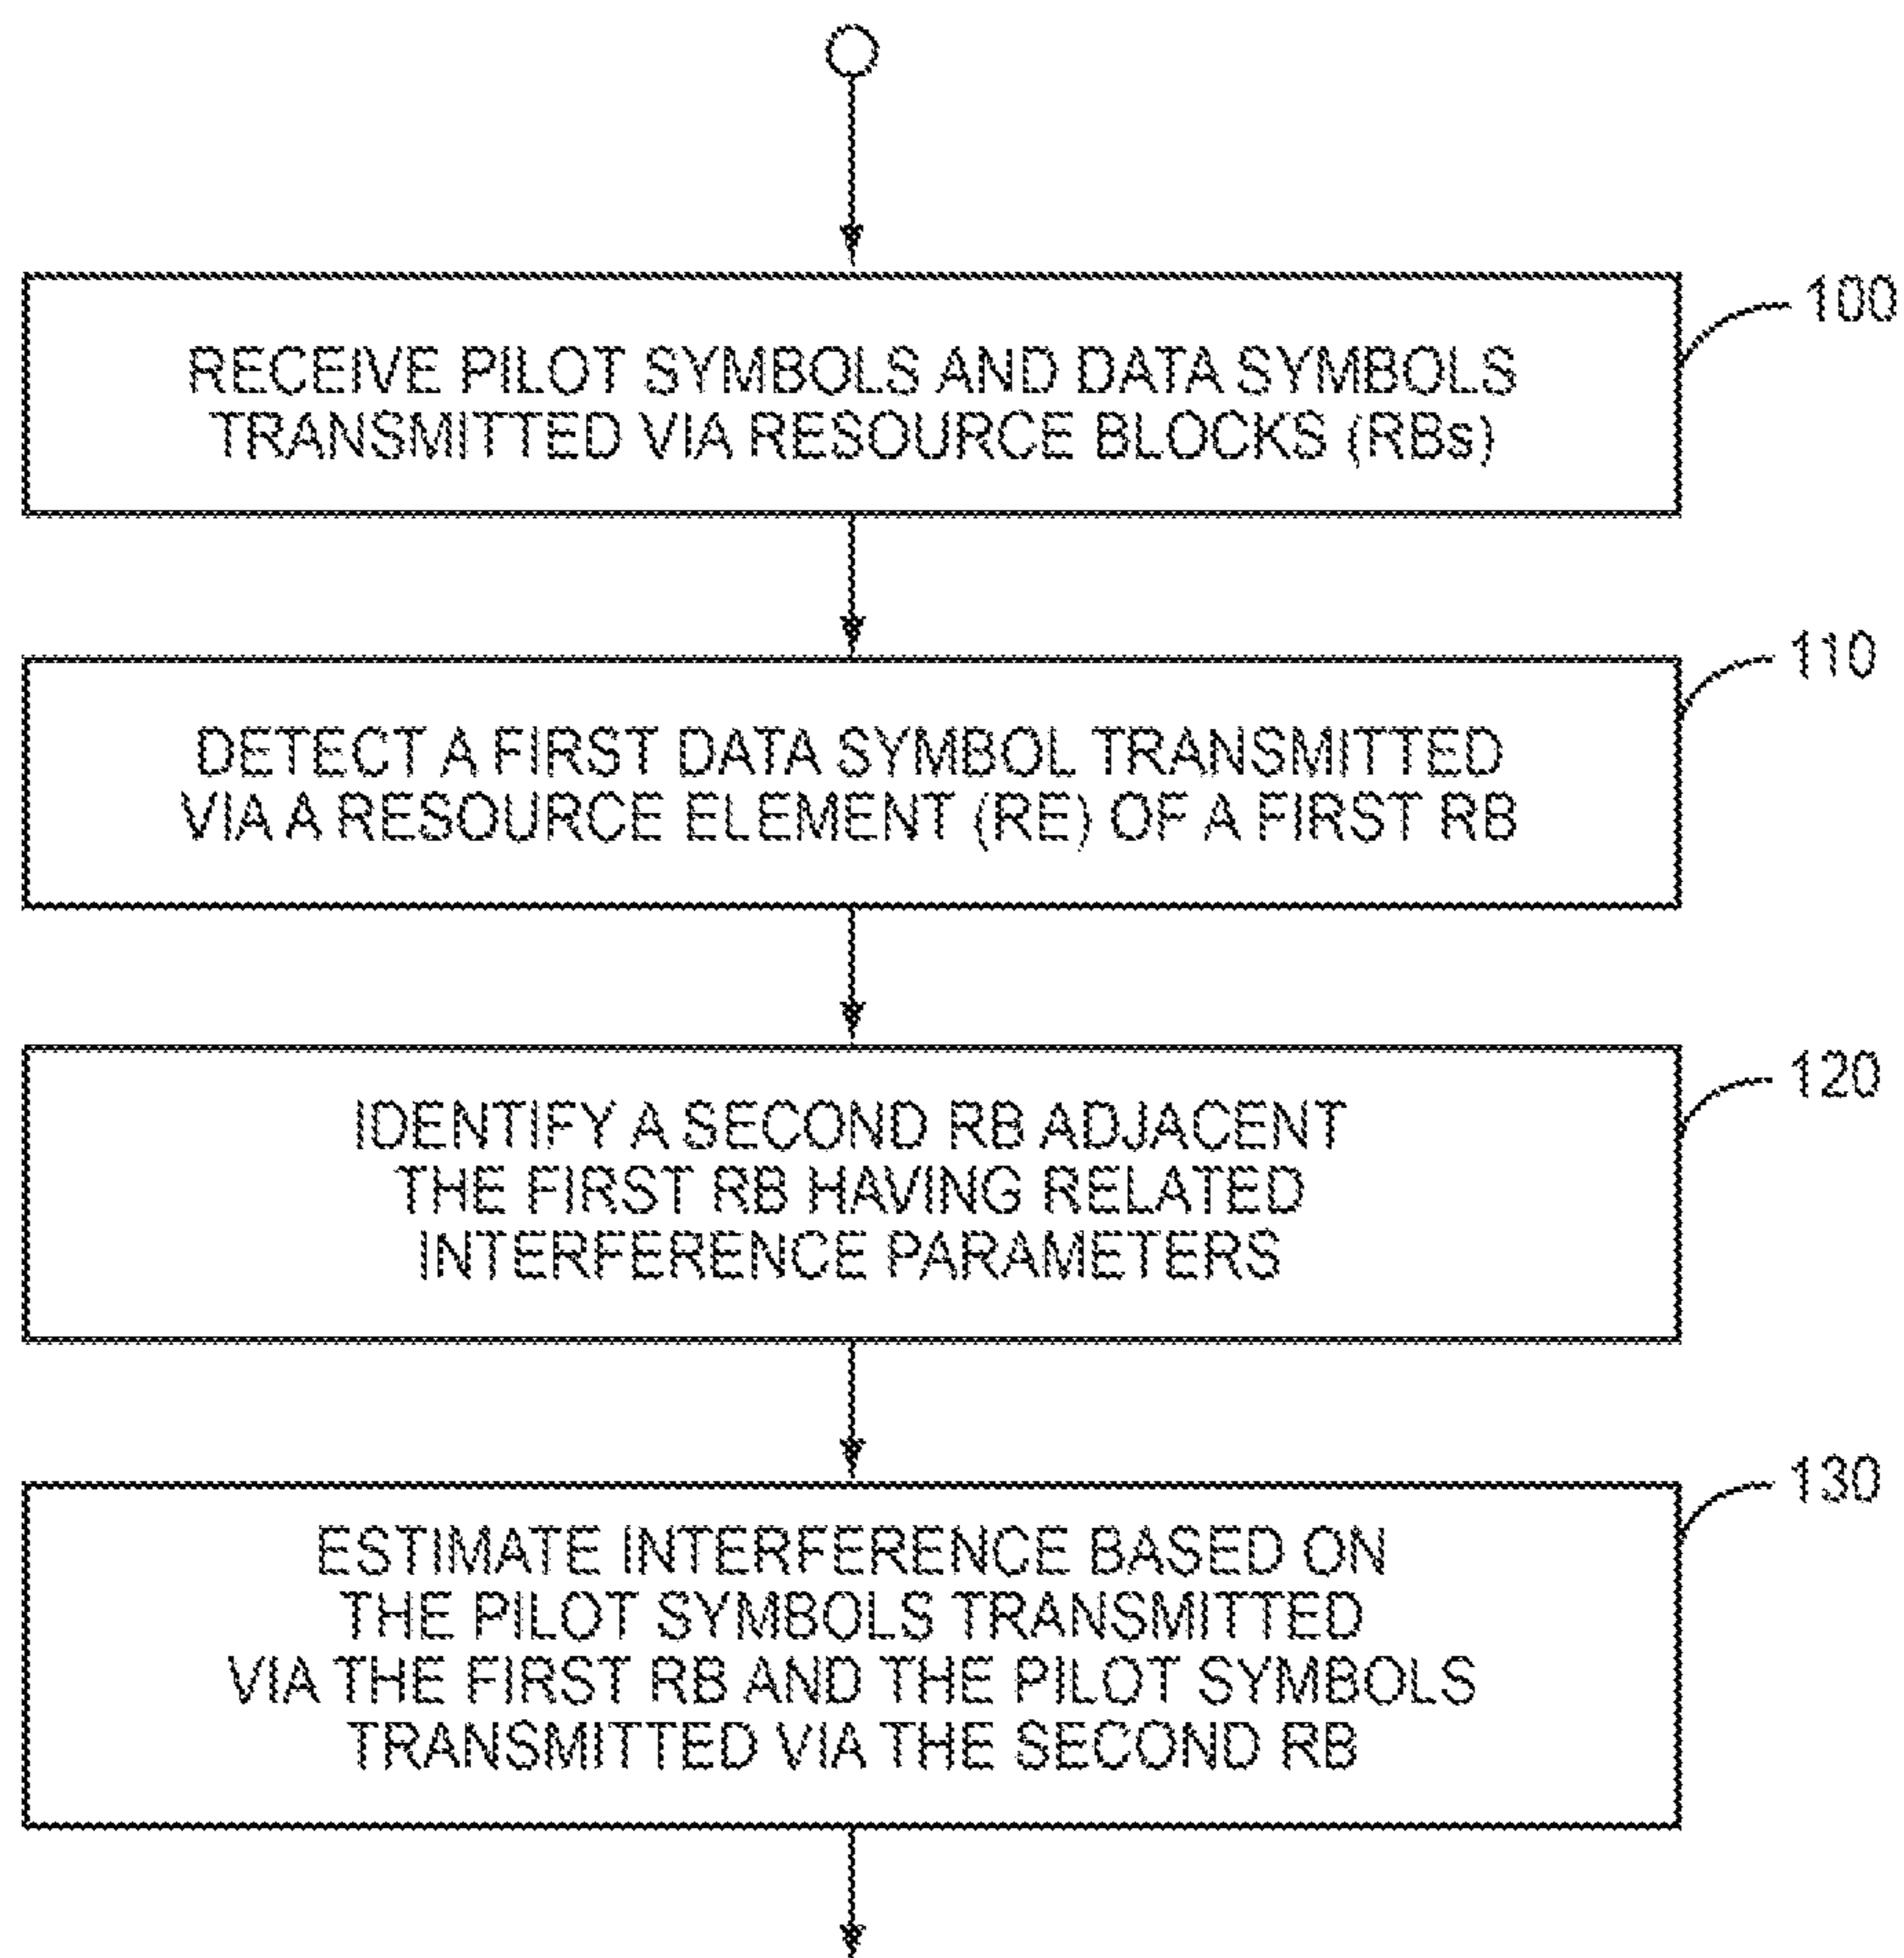 100
RECEIVE PILOT SYMBOLS AND DATA SYMBOLS
TRANSMITTED VIA RESOURCE BLOCKS (RBs)
110
DETECT A FIRST DATA SYMBOL TRANSMITTED
VIA A RESOURCE ELEMENT (RE) OF A FIRST RB
120
IDENTIFY A SECOND RB ADJACENT
THE FIRST RB HAVING RELATED
INTERFERENCE PARAMETERS
130
ESTIMATE INTERFERENCE BASED ON
THE PILOT SYMBOLS TRANSMITTED
VIA THE FIRST RB AND THE PILOT SYMBOLS
TRANSMITTED VIA THE SECOND RB